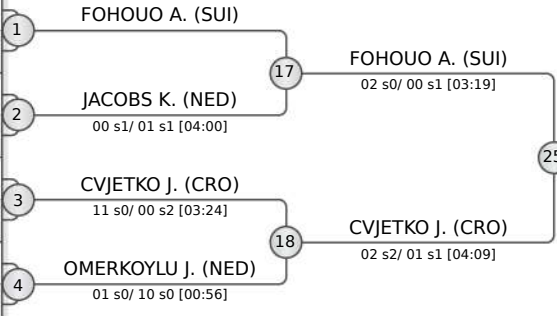 FOHOUO A. (SUI)
1
17
FOHOUO A. (SUI)
02 s0/ 00 s1 [03:19]
JACOBS K. (NED)
2
00 s1/ 01 s1 [04:00]
25
CVJETKO J. (CRO)
3
11 s0/ 00 s2 [03:24]
18
CVJETKO J. (CRO)
02 s2/ 01 s1 [04:09]
OMERKOYLU J. (NED)
4
01 s0/ 10 s0 [00:56]